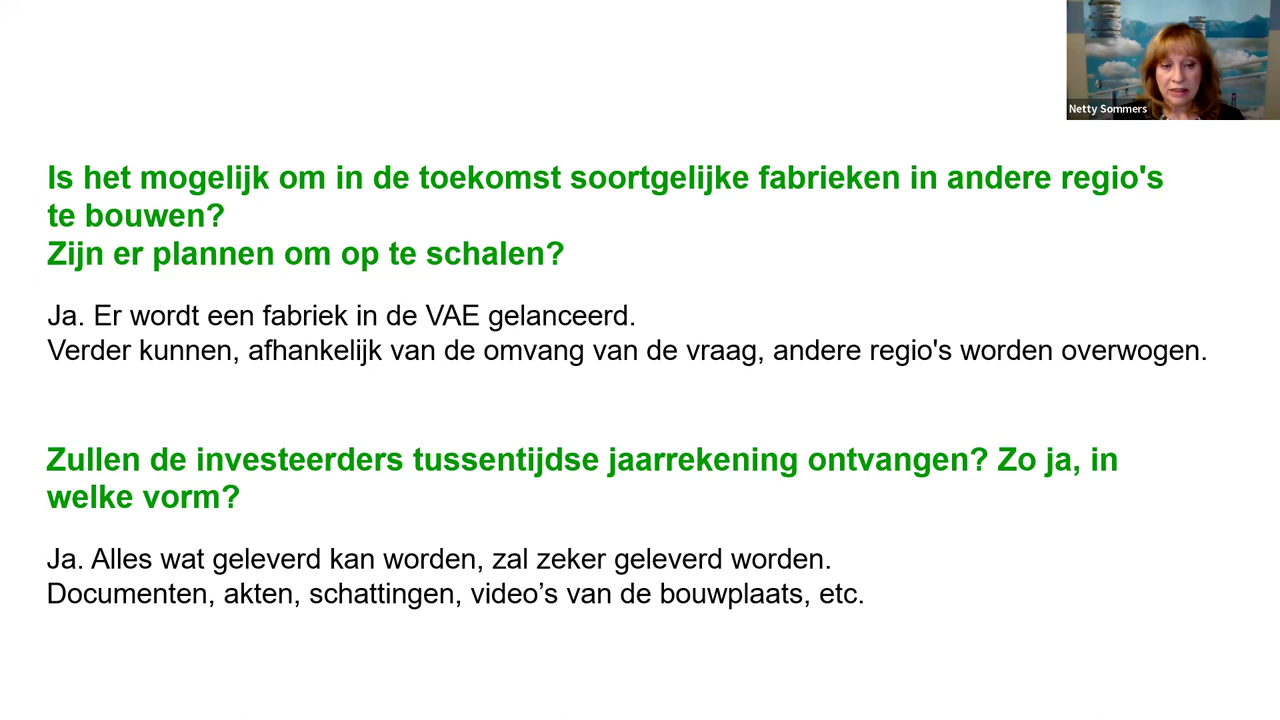 Netty Sommers
Is het mogelijk om in de toekomst soortgelijke fabrieken in andere regio's
te bouwen?
Zijn er plannen om op te schalen?
Ja. Er wordt een fabriek in de VAE gelanceerd.
Verder kunnen, afhankelijk van de omvang van de vraag, andere regio's worden overwogen.
Zullen de investeerders tussentijdse jaarrekening ontvangen? Zo ja, in
welke vorm?
Ja. Alles wat geleverd kan worden, zal zeker geleverd worden.
Documenten, akten, schattingen, video’s van de bouwplaats, etc.